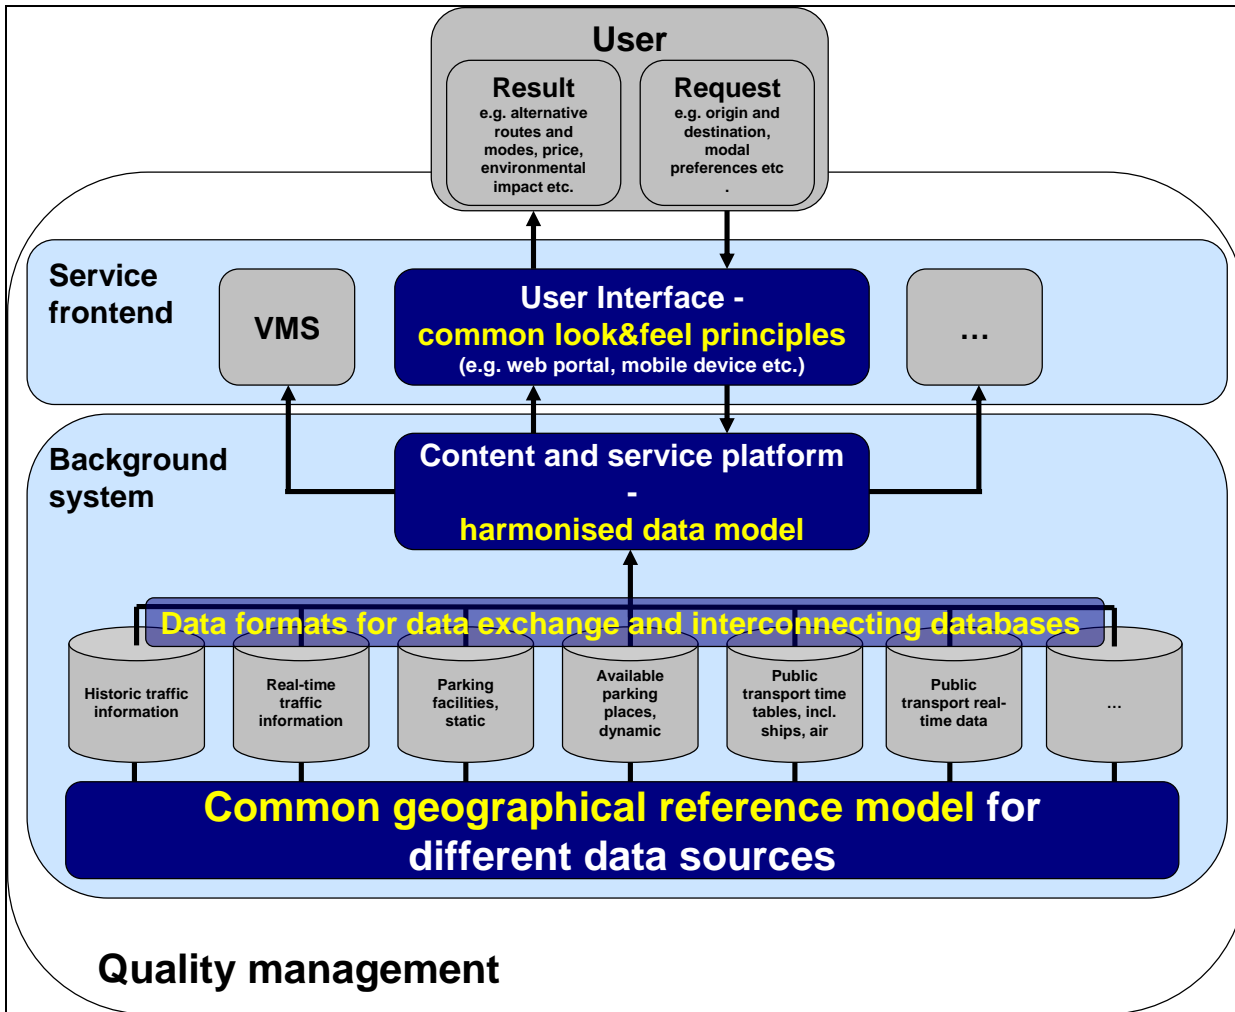 User
Result
e.g. alternative
routes and
modes, price,
environmental
impact etc.
Request
e.g. origin and
destination,
modal
preferences etc
.
Service
frontend
VMS
User Interface -
common look&feel principles
(e.g. web portal, mobile device etc.)
...
Background
system
Content and service platform
-
harmonised data model
Data formats for data exchange and interconnecting databases
Historic traffic
information
Real-time
traffic
information
Parking
facilities,
static
Available
parking
places,
dynamic
Public
transport time
tables, incl.
ships, air
Public
transport real-
time data
...
Common geographical reference model for
different data sources
Quality management